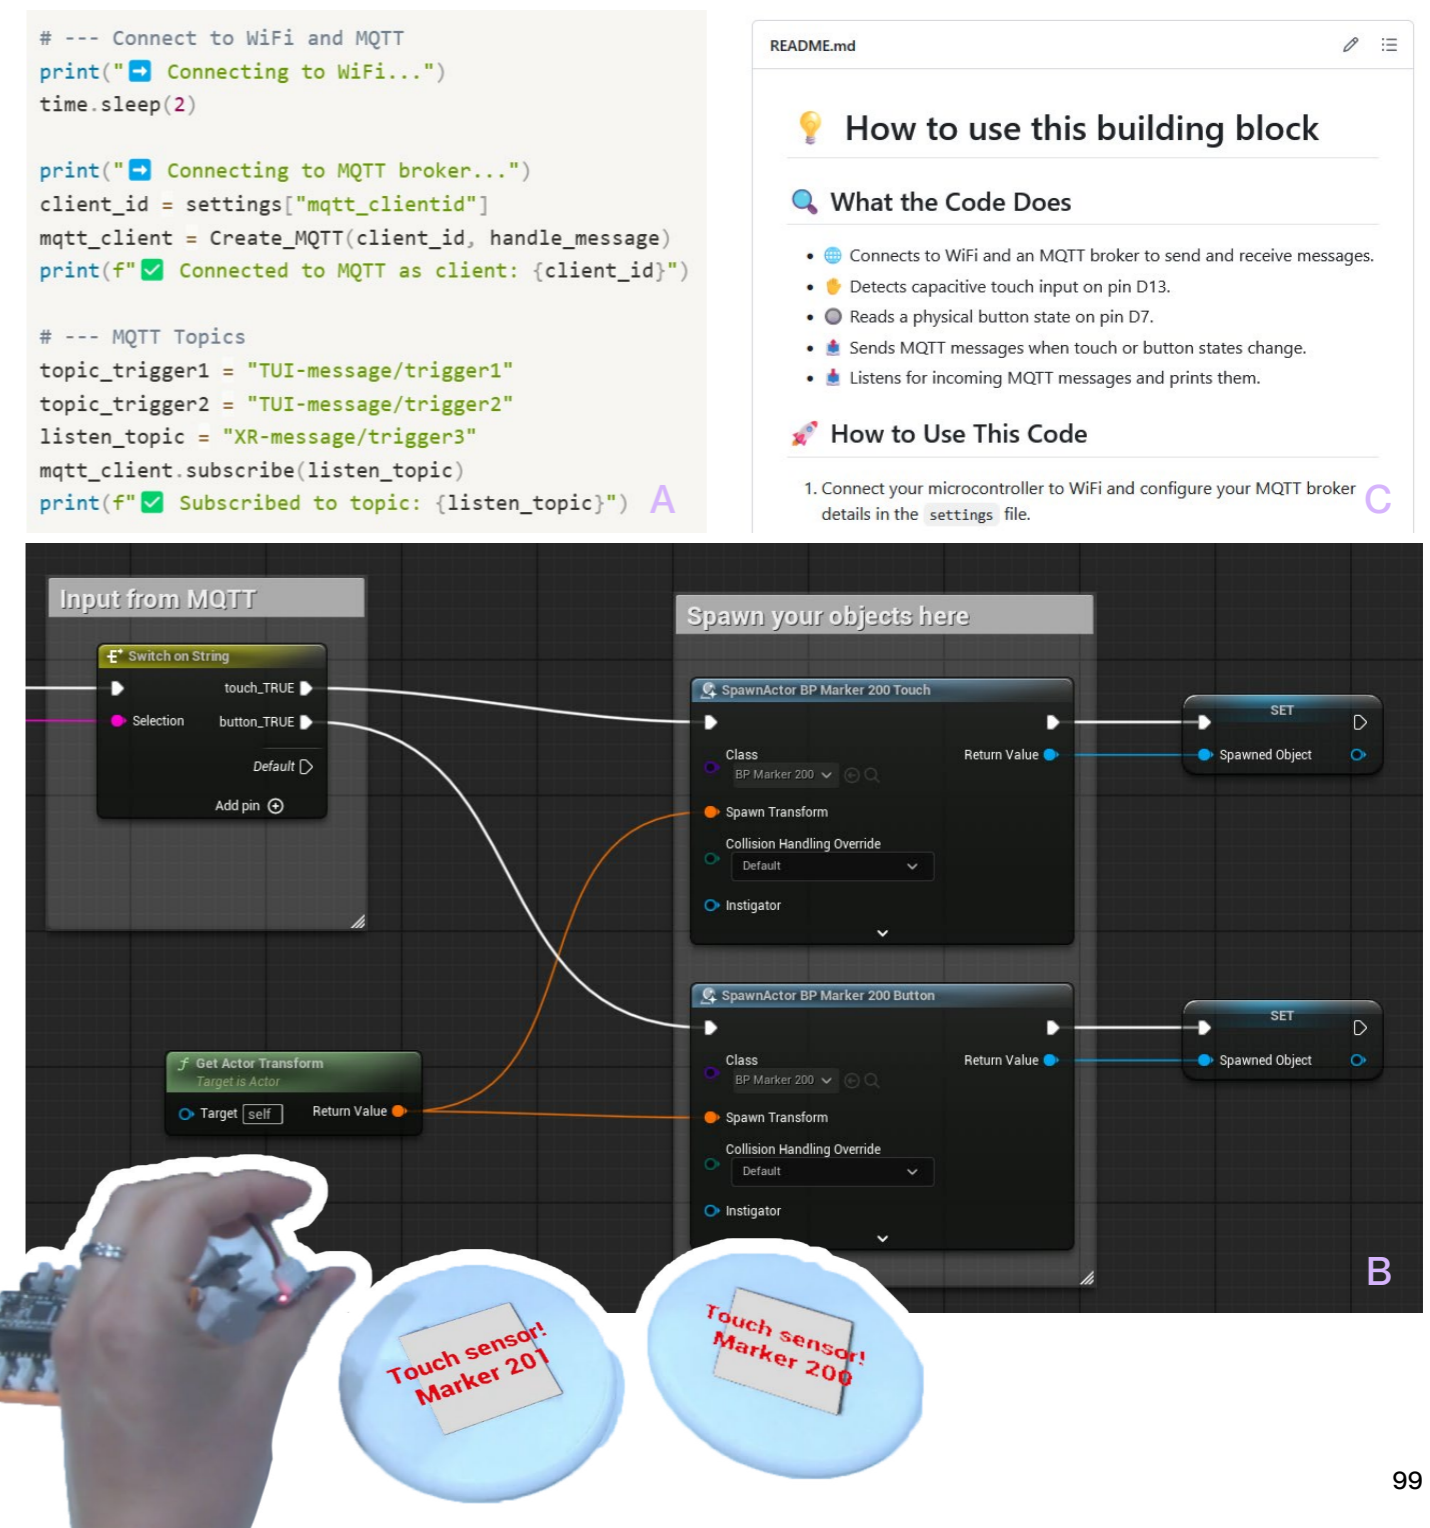 # --- Connect to WiFi and MQTT
print("➡️ Connecting to WiFi...")
time.sleep(2)
print("➡️ Connecting to MQTT broker...")
client_id = settings["mqtt_clientid"]
mqtt_client = Create_MQTT(client_id, handle_message)
print(f"✅ Connected to MQTT as client: {client_id}")
# --- MQTT Topics
topic_trigger1 = "TUI-message/trigger1"
topic_trigger2 = "TUI-message/trigger2"
listen_topic = "XR-message/trigger3"
mqtt_client.subscribe(listen_topic)
print(f"✅ Subscribed to topic: {listen_topic}")
A
README.md
💡 How to use this building block
🔍 What the Code Does
• 🌐 Connects to WiFi and an MQTT broker to send and receive messages.
• 🖐 Detects capacitive touch input on pin D13.
• 🔘 Reads a physical button state on pin D7.
• 📤 Sends MQTT messages when touch or button states change.
• 📥 Listens for incoming MQTT messages and prints them.
🚀 How to Use This Code
1. Connect your microcontroller to WiFi and configure your MQTT broker
details in the settings file.
C
Input from MQTT
Switch on String
touch_TRUE
Selection
button_TRUE
Default
Add pin
Get Actor Transform
Target is Actor
Target self
Return Value
Spawn your objects here
SpawnActor BP Marker 200 Touch
Class
Return Value
BP Marker 200
Spawn Transform
Collision Handling Override
Default
Instigator
SET
Spawned Object
SpawnActor BP Marker 200 Button
Class
Return Value
BP Marker 200
Spawn Transform
Collision Handling Override
Default
Instigator
SET
Spawned Object
B
Touch sensor!
Marker 201
Touch sensor!
Marker 200
99